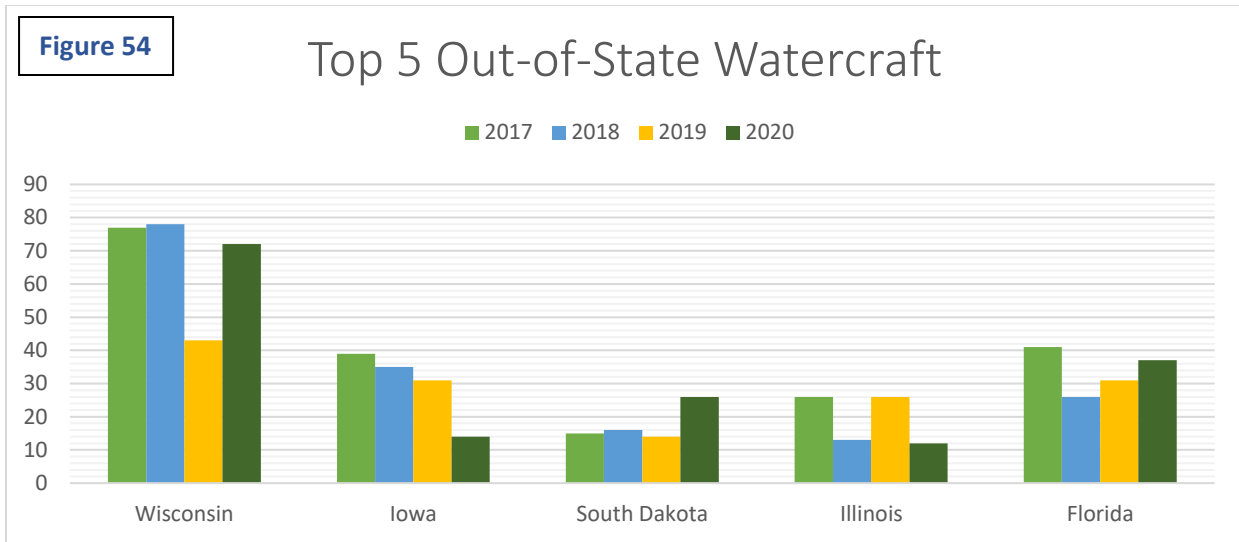 Figure 54
Top 5 Out-of-State Watercraft
2017 2018 2019 2020
90
80
70
60
50
40
30
20
10
0
Wisconsin Iowa South Dakota Illinois Florida